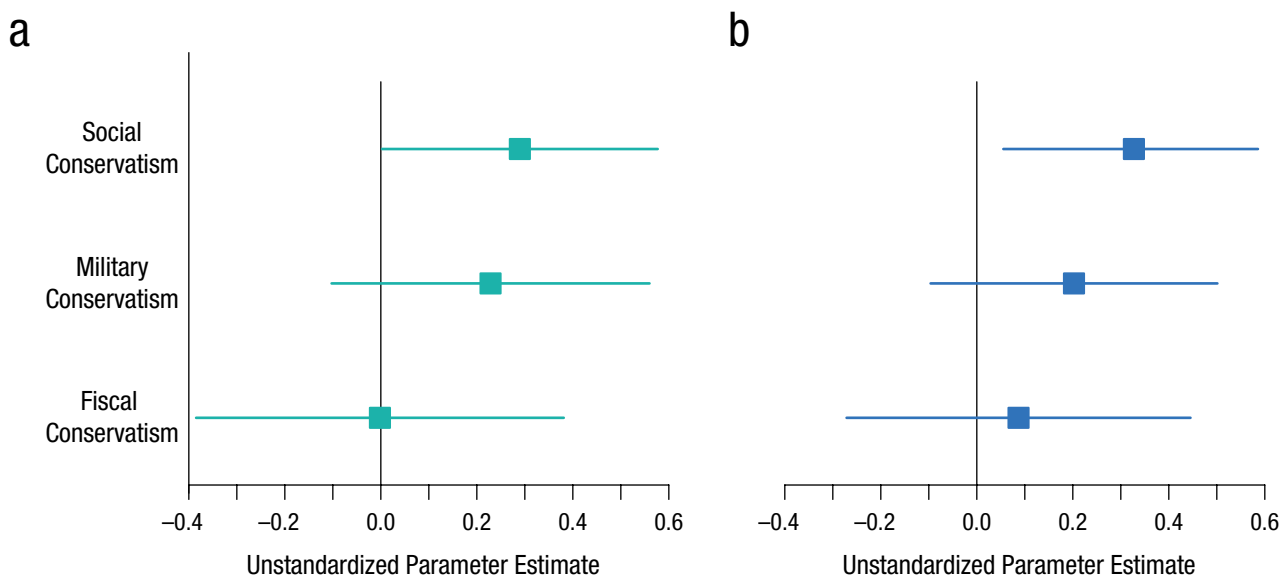 a
b
Social
Conservatism
Military
Conservatism
Fiscal
Conservatism
–0.4 –0.2 0.0 0.2 0.4 0.6
Unstandardized Parameter Estimate
–0.4 –0.2 0.0 0.2 0.4 0.6
Unstandardized Parameter Estimate